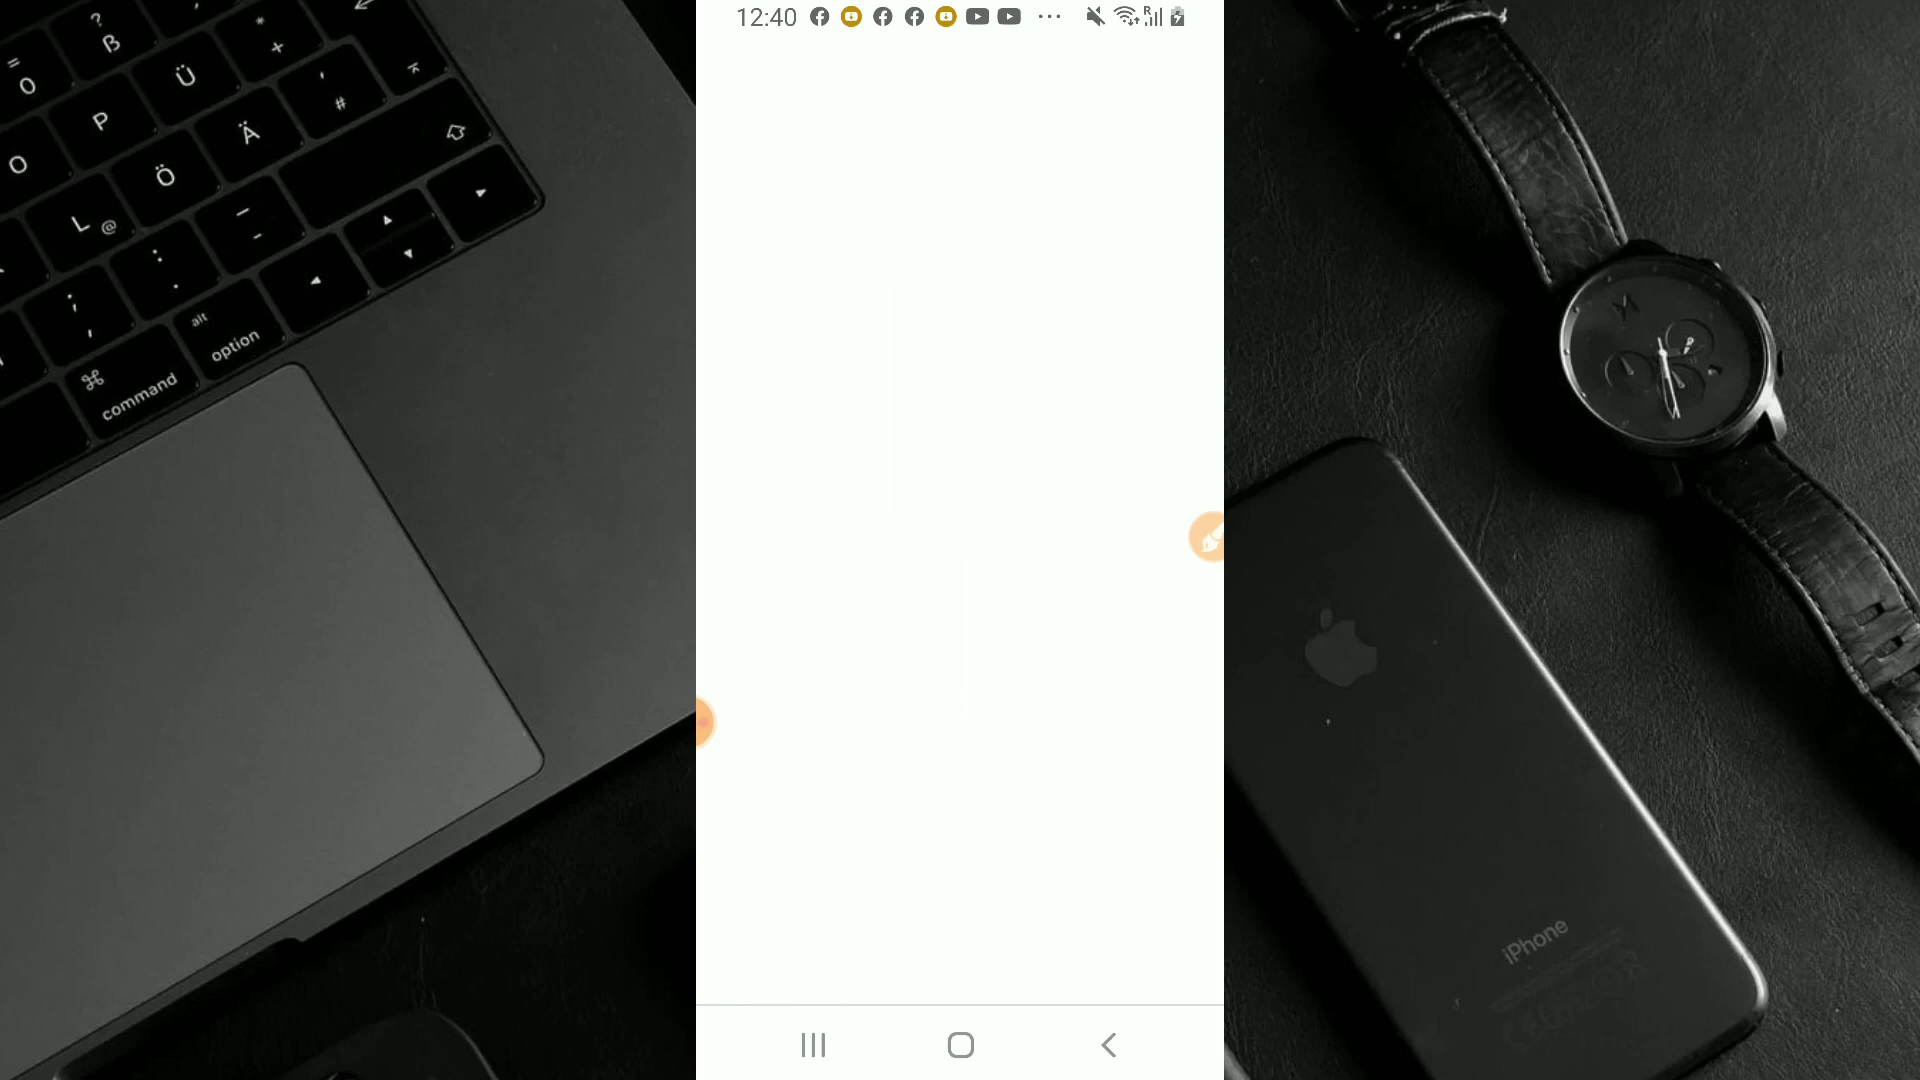 12:40
R
?
ß
=
0
*
+
'
#
P
Ü
O
Ö
Ä
L
@
:
.
;
,
alt
option
⌘
command
iPhone